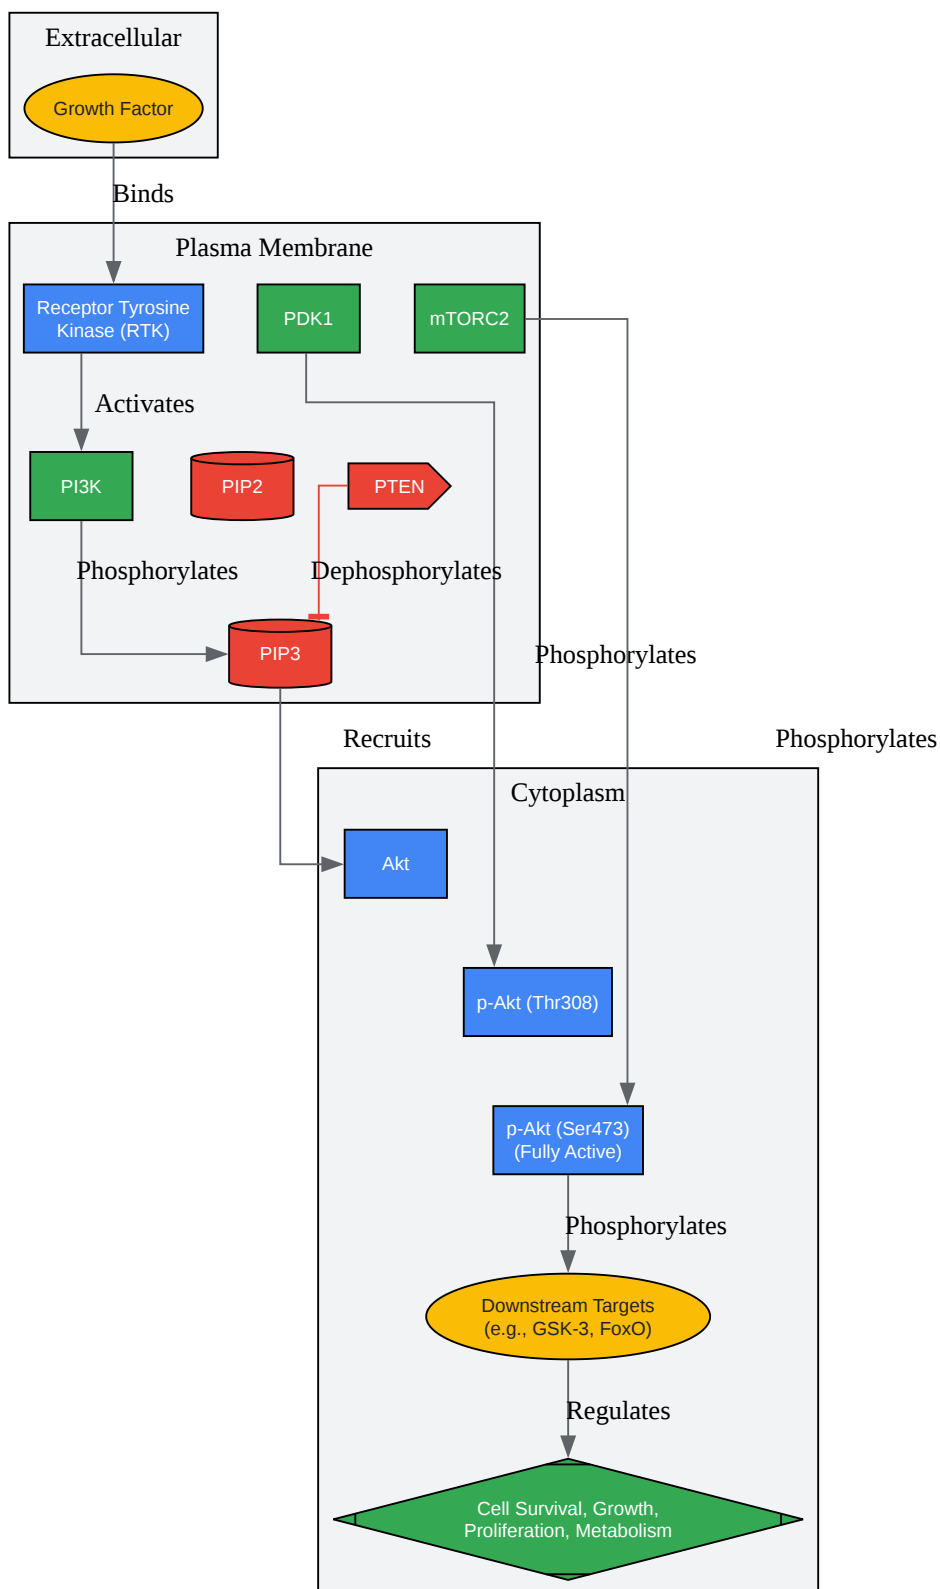 Extracellular
Growth Factor
Binds
Plasma Membrane
Receptor Tyrosine
Kinase (RTK)
PDK1
mTORC2
Activates
PI3K
PIP2
PTEN
Phosphorylates
Dephosphorylates
PIP3
Phosphorylates
Recruits
Phosphorylates
Cytoplasm
Akt
p-Akt (Thr308)
p-Akt (Ser473)
(Fully Active)
Phosphorylates
Downstream Targets
(e.g., GSK-3, FoxO)
Regulates
Cell Survival, Growth,
Proliferation, Metabolism